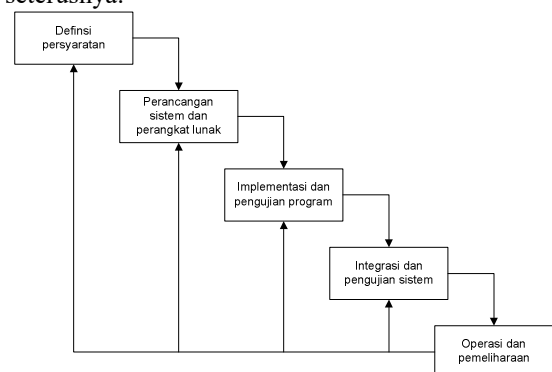 seterusnya.
Definsi
persyaratan
Perancangan
sistem dan
perangkat lunak
Implementasi dan
pengujian program
Integrasi dan
pengujian sistem
Operasi dan
pemeliharaan